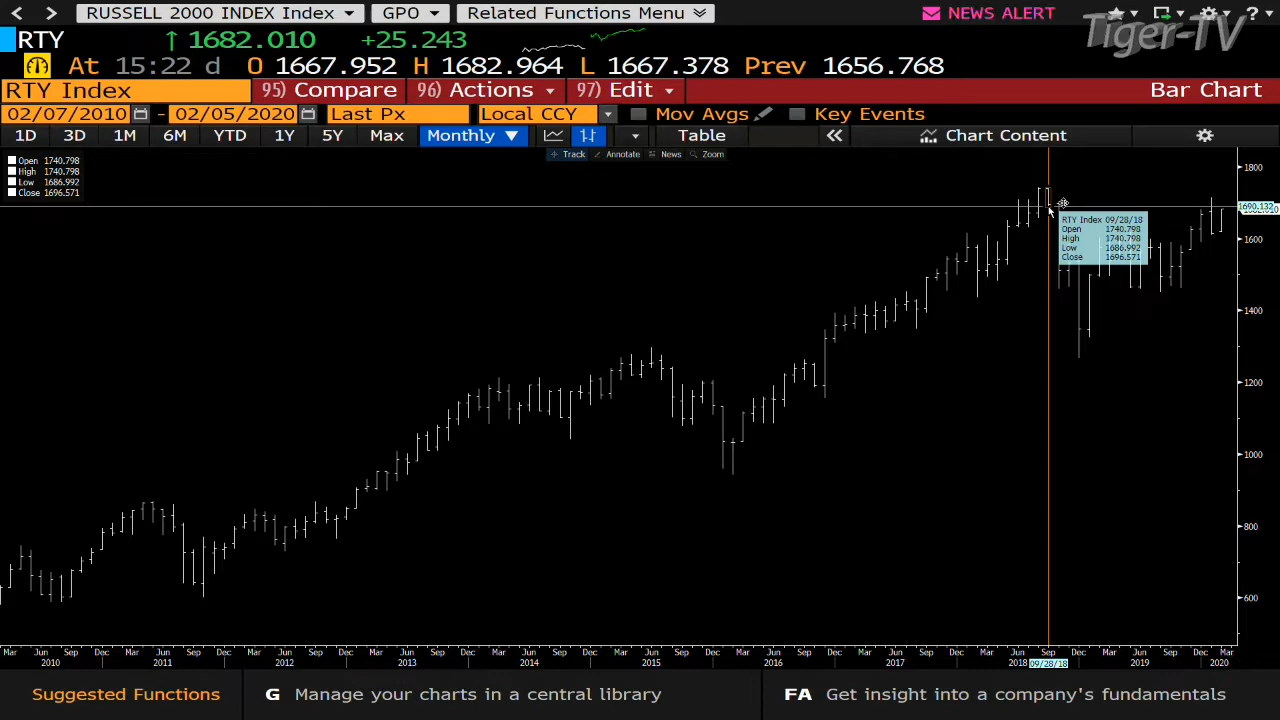 RUSSELL 2000 INDEX Index GPO Related Functions Menu NEWS ALERT ?
Tiger-TV
RTY ↑ 1682.010 +25.243
At 15:22 d O 1667.952 H 1682.964 L 1667.378 Prev 1656.768
RTY Index 95) Compare 96) Actions 97) Edit Bar Chart
02/07/2010 - 02/05/2020 Last Px Local CCY Mov Avgs Key Events
1D 3D 1M 6M YTD 1Y 5Y Max Monthly ▼ Table « Chart Content
Track Annotate News Zoom
Open 1740.798
High 1740.798
Low 1686.992
Close 1696.571
1800
1690.132
RTY Index 09/28/18
Open 1740.798
High 1740.798
Low 1686.992
Close 1696.571
1600
1400
1200
1000
800
600
Mar Jun Sep Dec Mar Jun Sep Dec Mar Jun Sep Dec Mar Jun Sep Dec Mar Jun Sep Dec Mar Jun Sep Dec Mar Jun Sep Dec Mar Jun Sep Dec Mar Jun Sep Dec Mar Jun Sep Dec Mar
2010 2011 2012 2013 2014 2015 2016 2017 2018 09/28/18 2019 2020
Suggested Functions G Manage your charts in a central library FA Get insight into a company's fundamentals